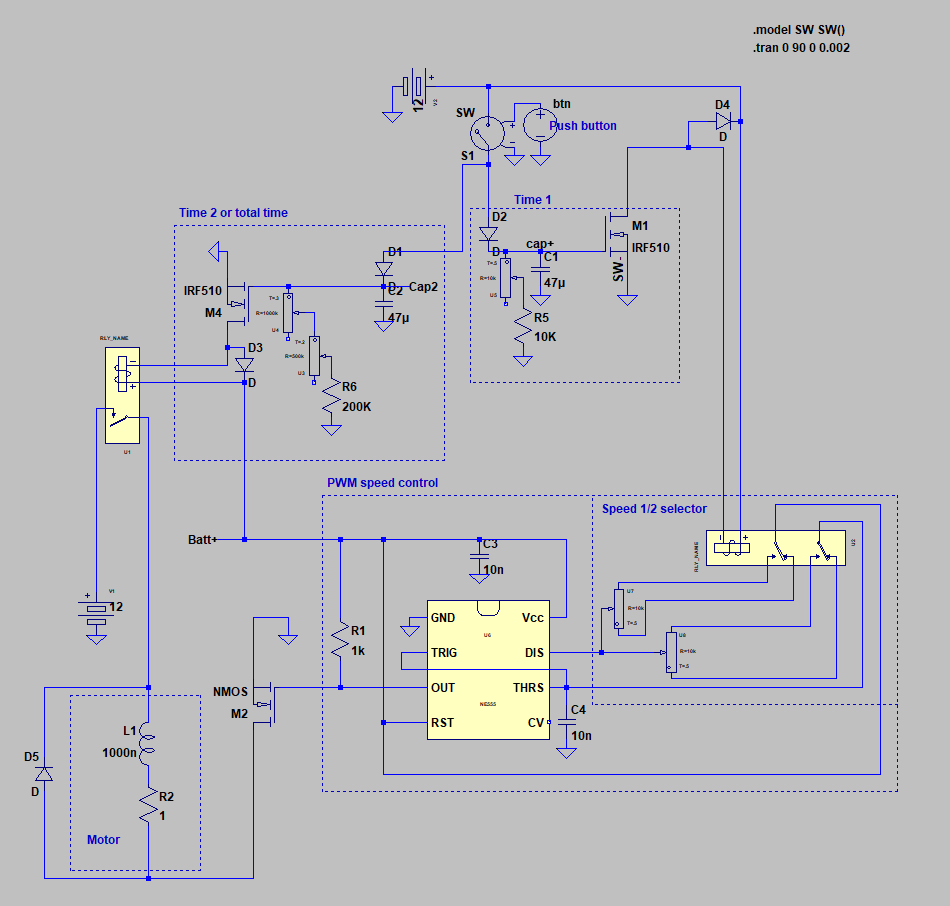 .model SW SW()
.tran 0 90 0 0.002
12
V2
+
SW
S1
btn
Push button
D4
D
Time 2 or total time
Time 1
D2
D
cap+
C1
47µ
M1
IRF510
SW-
T=.5
R=10k
U5
R5
10K
D1
D
Cap2
C2
47µ
IRF510
M4
T=.3
R=1000k
U4
T=.2
R=500k
U3
R6
200K
D3
D
RLY_NAME
U1
PWM speed control
Speed 1/2 selector
Batt+
C3
10n
RLY_NAME
U2
V1
12
R1
1k
GND
Vcc
U6
TRIG
DIS
OUT
THRS
NE555
RST
CV
C4
10n
U7
R=10k
T=.5
U8
R=10k
T=.5
NMOS
M2
L1
1000n
D5
D
R2
1
Motor